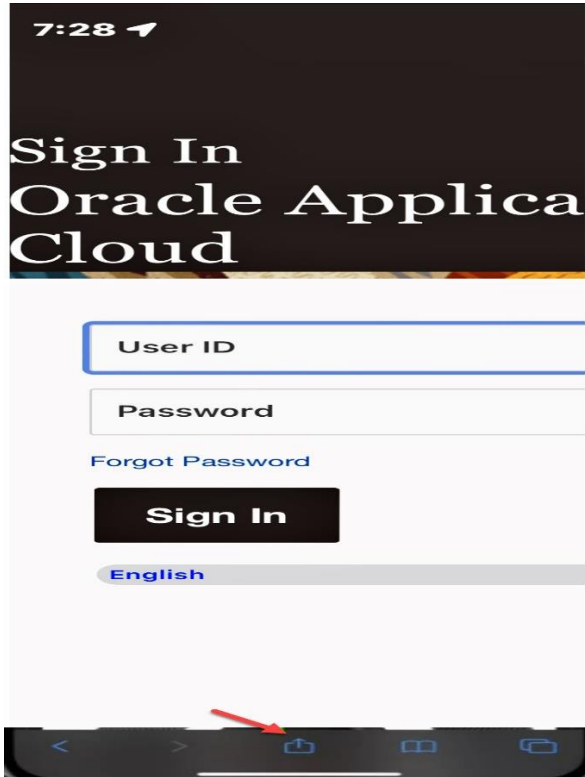 7:28
Sign In
Oracle Applica
Cloud
User ID
Password
Forgot Password
Sign In
English